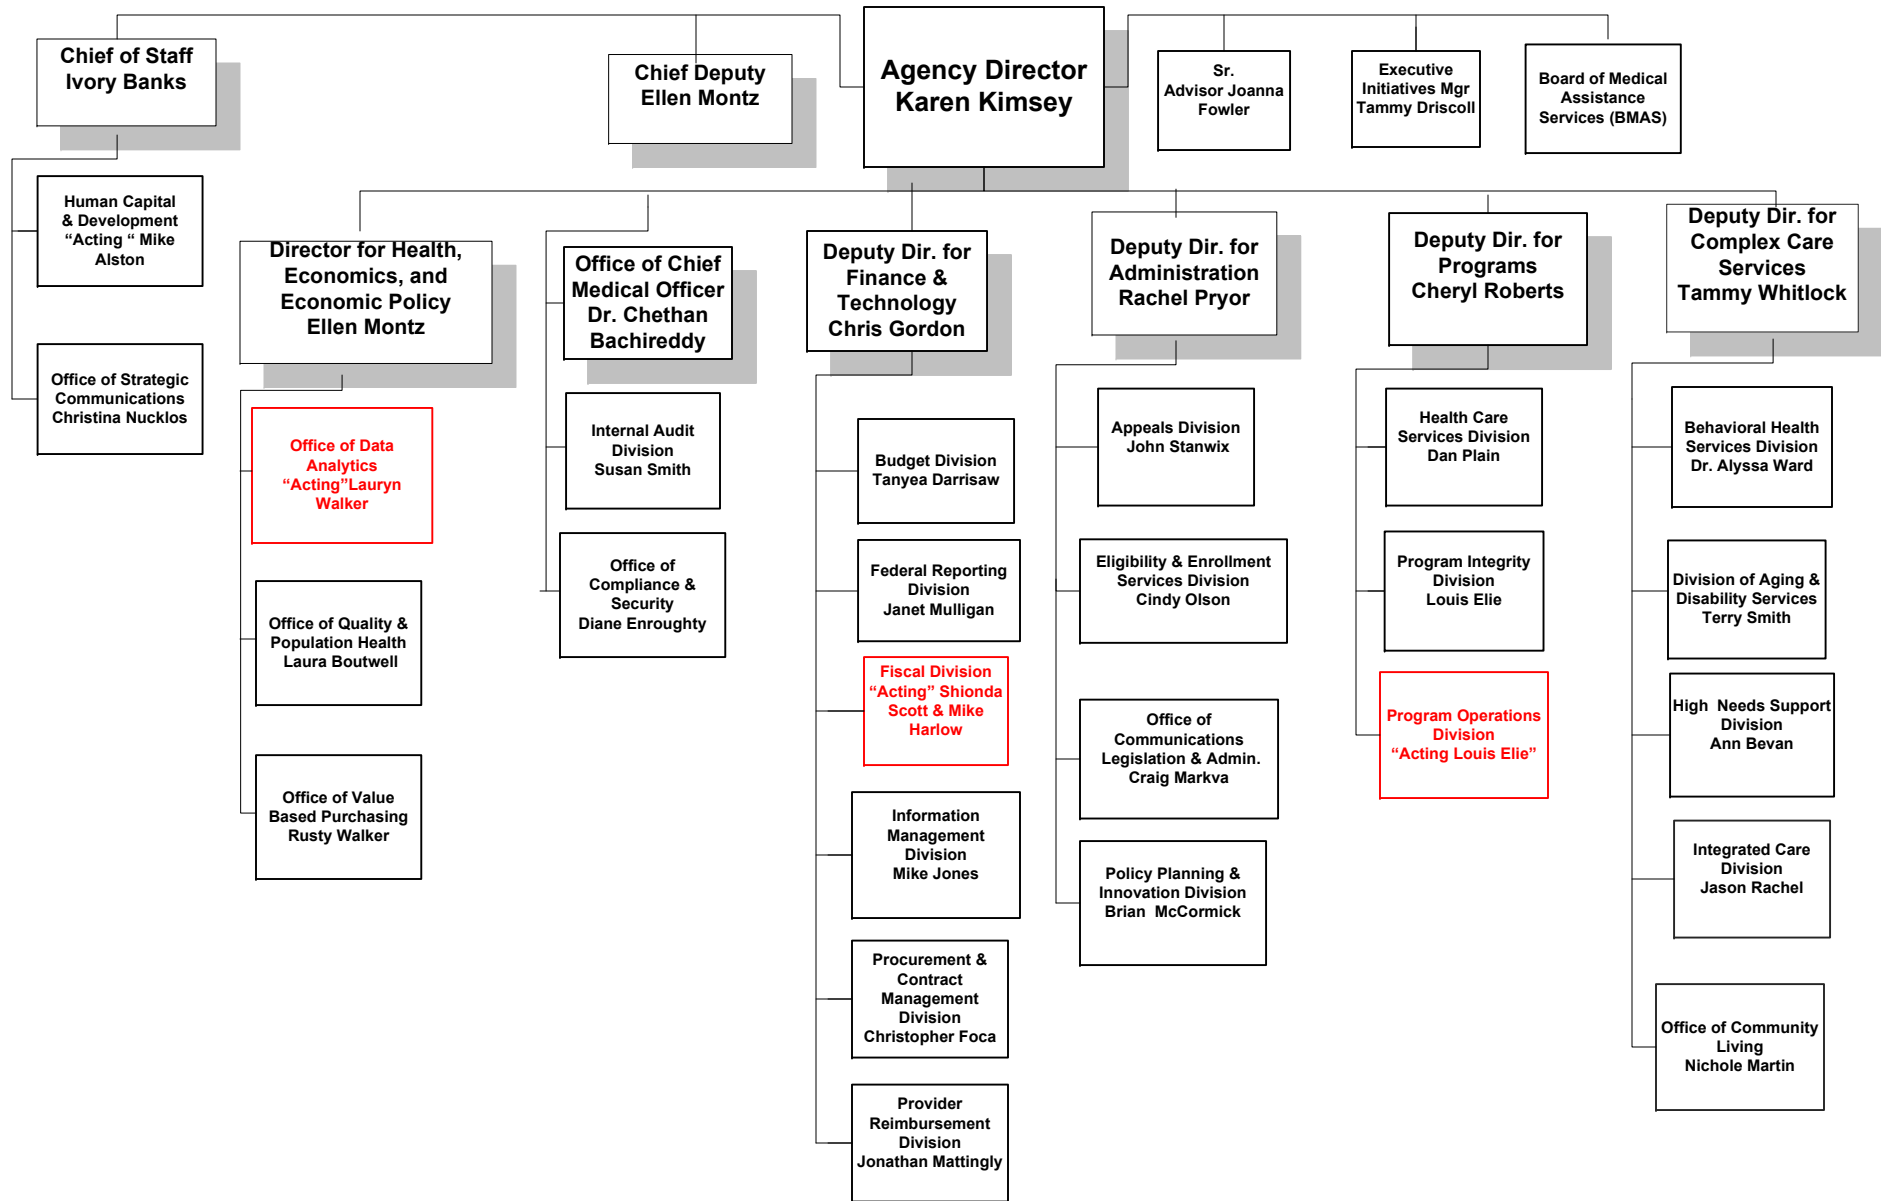 Chief of Staff
Ivory Banks
Chief Deputy
Ellen Montz
Agency Director
Karen Kimsey
Sr.
Advisor Joanna
Fowler
Executive
Initiatives Mgr
Tammy Driscoll
Board of Medical
Assistance
Services (BMAS)
Human Capital
& Development
“Acting “ Mike
Alston
Office of Strategic
Communications
Christina Nucklos
Director for Health,
Economics, and
Economic Policy
Ellen Montz
Office of Data
Analytics
“Acting”Lauryn
Walker
Office of Quality &
Population Health
Laura Boutwell
Office of Value
Based Purchasing
Rusty Walker
Office of Chief
Medical Officer
Dr. Chethan
Bachireddy
Internal Audit
Division
Susan Smith
Office of
Compliance &
Security
Diane Enroughty
Deputy Dir. for
Finance &
Technology
Chris Gordon
Budget Division
Tanyea Darrisaw
Federal Reporting
Division
Janet Mulligan
Fiscal Division
“Acting” Shionda
Scott & Mike
Harlow
Information
Management
Division
Mike Jones
Procurement &
Contract
Management
Division
Christopher Foca
Provider
Reimbursement
Division
Jonathan Mattingly
Deputy Dir. for
Administration
Rachel Pryor
Appeals Division
John Stanwix
Eligibility & Enrollment
Services Division
Cindy Olson
Office of
Communications
Legislation & Admin.
Craig Markva
Policy Planning &
Innovation Division
Brian McCormick
Deputy Dir. for
Programs
Cheryl Roberts
Health Care
Services Division
Dan Plain
Program Integrity
Division
Louis Elie
Program Operations
Division
“Acting Louis Elie”
Deputy Dir. for
Complex Care
Services
Tammy Whitlock
Behavioral Health
Services Division
Dr. Alyssa Ward
Division of Aging &
Disability Services
Terry Smith
High Needs Support
Division
Ann Bevan
Integrated Care
Division
Jason Rachel
Office of Community
Living
Nichole Martin